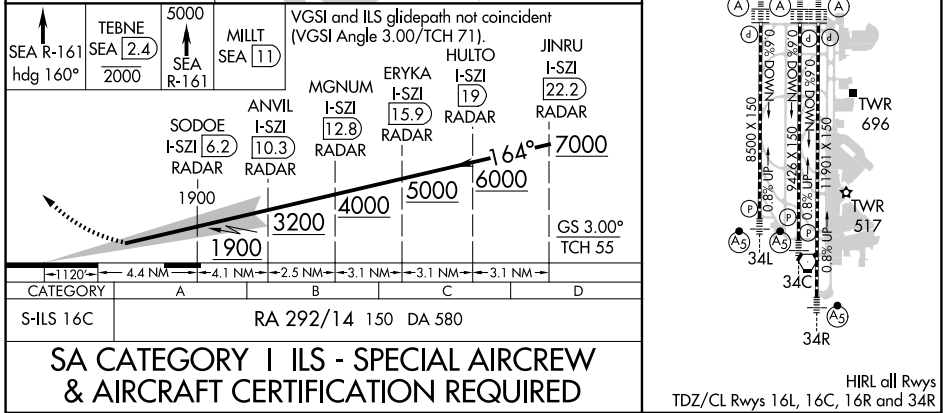 SEA R-161
hdg 160°
TEBNE
SEA 2.4
2000
5000
SEA
R-161
MILLT
SEA 11
VGSI and ILS glidepath not coincident
(VGSI Angle 3.00/TCH 71).
SODOE
I-SZI 6.2
RADAR
ANVIL
I-SZI
10.3
RADAR
MGNUM
I-SZI
12.8
RADAR
ERYKA
I-SZI
15.9
RADAR
HULTO
I-SZI
19
RADAR
JINRU
I-SZI
22.2
RADAR
1900
1900
3200
4000
5000
6000
164°
7000
GS 3.00°
TCH 55
1120'
4.4 NM
4.1 NM
2.5 NM
3.1 NM
3.1 NM
3.1 NM
CATEGORY A B C D
S-ILS 16C RA 292/14 150 DA 580
SA CATEGORY I ILS - SPECIAL AIRCREW
& AIRCRAFT CERTIFICATION REQUIRED
A A A
P P P
0.6% DOWN
0.6% DOWN
0.6% DOWN
8500 X 150
9426 X 150
11901 X 150
0.8% UP
0.8% UP
0.8% UP
TWR
696
TWR
517
P P P
A5 A5
34L
34C
A5
34R
HIRL all Rwys
TDZ/CL Rwys 16L, 16C, 16R and 34R